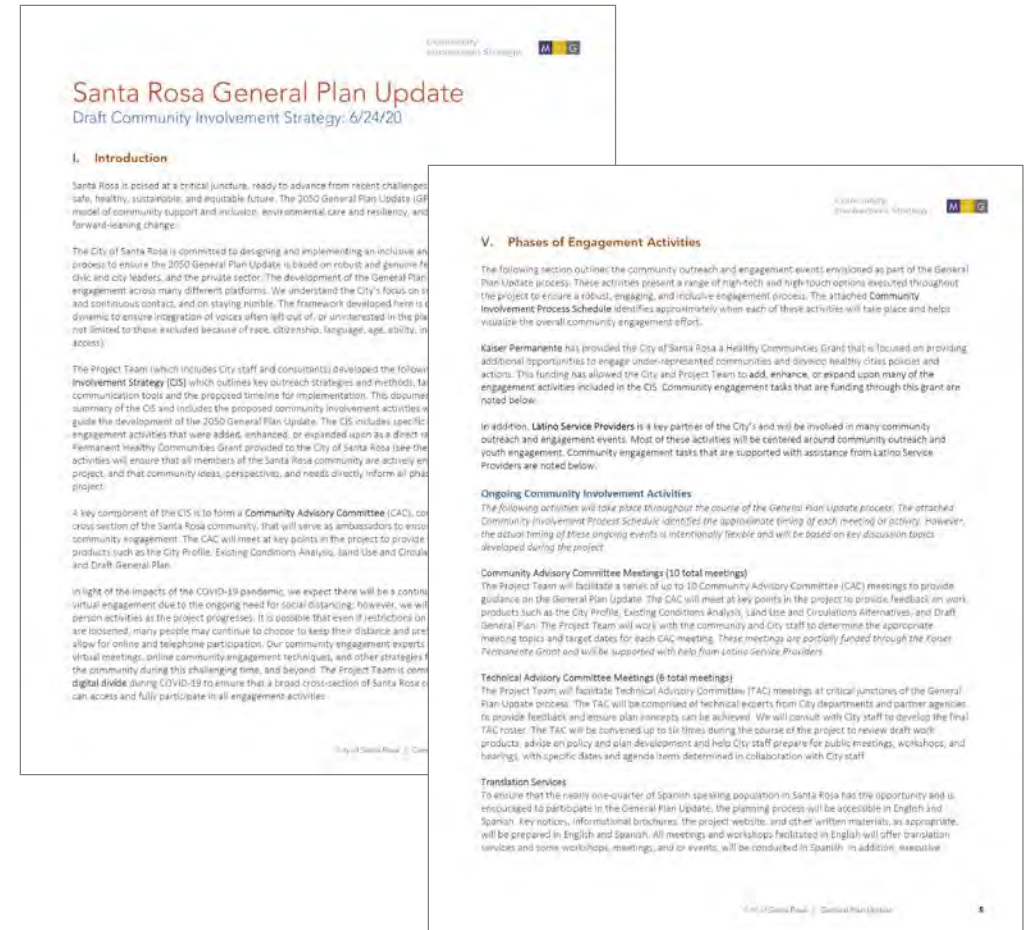 Community
Involvement Strategy
M G
Santa Rosa General Plan Update
Draft Community Involvement Strategy: 6/24/20
I. Introduction
Santa Rosa is poised at a critical juncture, ready to advance from recent challenges
safe, healthy, sustainable, and equitable future. The 2050 General Plan Update (GP
model of community support and inclusion, environmental care and resiliency, and
forward-leaning change.
The City of Santa Rosa is committed to designing and implementing an inclusive an
process to ensure the 2050 General Plan Update is based on robust and genuine fe
civic and city leaders, and the private sector. The development of the General Plan
engagement across many different platforms. We understand the City's focus on s
and continuous contact, and on staying nimble. The framework developed here is d
dynamic to ensure integration of voices often left out of, or uninterested in the pla
not limited to those excluded because of race, citizenship, language, age, ability, in
access).
The Project Team (which includes City staff and consultants) developed the followi
Involvement Strategy (CIS) which outlines key outreach strategies and methods, ta
communication tools and the proposed timeline for implementation. This documen
summary of the CIS and includes the proposed community involvement activities w
guide the development of the 2050 General Plan Update. The CIS includes specific
engagement activities that were added, enhanced, or expanded upon as a direct re
Permanent Healthy Communities Grant provided to the City of Santa Rosa (see the
activities will ensure that all members of the Santa Rosa community are actively en
project, and that community ideas, perspectives, and needs directly inform all phas
project.
A key component of the CIS is to form a Community Advisory Committee (CAC), co
cross section of the Santa Rosa community, that will serve as ambassadors to ensu
community engagement. The CAC will meet at key points in the project to provide
products such as the City Profile, Existing Conditions Analysis, Land Use and Circula
and Draft General Plan.
In light of the impacts of the COVID-19 pandemic, we expect there will be a continu
virtual engagement due to the ongoing need for social distancing; however, we wil
person activities as the project progresses. It is possible that even if restrictions on
are loosened, many people may continue to choose to keep their distance and pre
allow for online and telephone participation. Our community engagement experts
virtual meetings, online community engagement techniques, and other strategies f
the community during this challenging time, and beyond. The Project Team is comm
digital divide during COVID-19 to ensure that a broad cross-section of Santa Rosa c
can access and fully participate in all engagement activities.
City of Santa Rosa | Gen
Community
Involvement Strategy
M G
V. Phases of Engagement Activities
The following section outlines the community outreach and engagement events envisioned as part of the General
Plan Update process. These activities present a range of high-tech and high-touch options executed throughout
the project to ensure a robust, engaging, and inclusive engagement process. The attached Community
Involvement Process Schedule identifies approximately when each of these activities will take place and helps
visualize the overall community engagement effort.
Kaiser Permanente has provided the City of Santa Rosa a Healthy Communities Grant that is focused on providing
additional opportunities to engage under-represented communities and develop healthy cities policies and
actions. This funding has allowed the City and Project Team to add, enhance, or expand upon many of the
engagement activities included in the CIS. Community engagement tasks that are funding through this grant are
noted below.
In addition, Latino Service Providers is a key partner of the City's and will be involved in many community
outreach and engagement events. Most of these activities will be centered around community outreach and
youth engagement. Community engagement tasks that are supported with assistance from Latino Service
Providers are noted below.
Ongoing Community Involvement Activities
The following activities will take place throughout the course of the General Plan Update process. The attached
Community Involvement Process Schedule identifies the approximate timing of each meeting or activity. However,
the actual timing of these ongoing events is intentionally flexible and will be based on key discussion topics
developed during the project.
Community Advisory Committee Meetings (10 total meetings)
The Project Team will facilitate a series of up to 10 Community Advisory Committee (CAC) meetings to provide
guidance on the General Plan Update. The CAC will meet at key points in the project to provide feedback on work
products such as the City Profile, Existing Conditions Analysis, Land Use and Circulations Alternatives, and Draft
General Plan. The Project Team will work with the community and City staff to determine the appropriate
meeting topics and target dates for each CAC meeting. These meetings are partially funded through the Kaiser
Permanente Grant and will be supported with help from Latino Service Providers.
Technical Advisory Committee Meetings (6 total meetings)
The Project Team will facilitate Technical Advisory Committee (TAC) meetings at critical junctures of the General
Plan Update process. The TAC will be comprised of technical experts from City departments and partner agencies
to provide feedback and ensure plan concepts can be achieved. We will consult with City staff to develop the final
TAC roster. The TAC will be convened up to six times during the course of the project to review draft work
products, advise on policy and plan development and help City staff prepare for public meetings, workshops, and
hearings, with specific dates and agenda items determined in collaboration with City staff.
Translation Services
To ensure that the nearly one-quarter of Spanish speaking population in Santa Rosa has the opportunity and is
encouraged to participate in the General Plan Update, the planning process will be accessible in English and
Spanish. Key notices, informational brochures, the project website, and other written materials, as appropriate,
will be prepared in English and Spanish. All meetings and workshops facilitated in English will offer translation
services and some workshops, meetings, and or events, will be conducted in Spanish. In addition, executive
City of Santa Rosa | General Plan Update
5